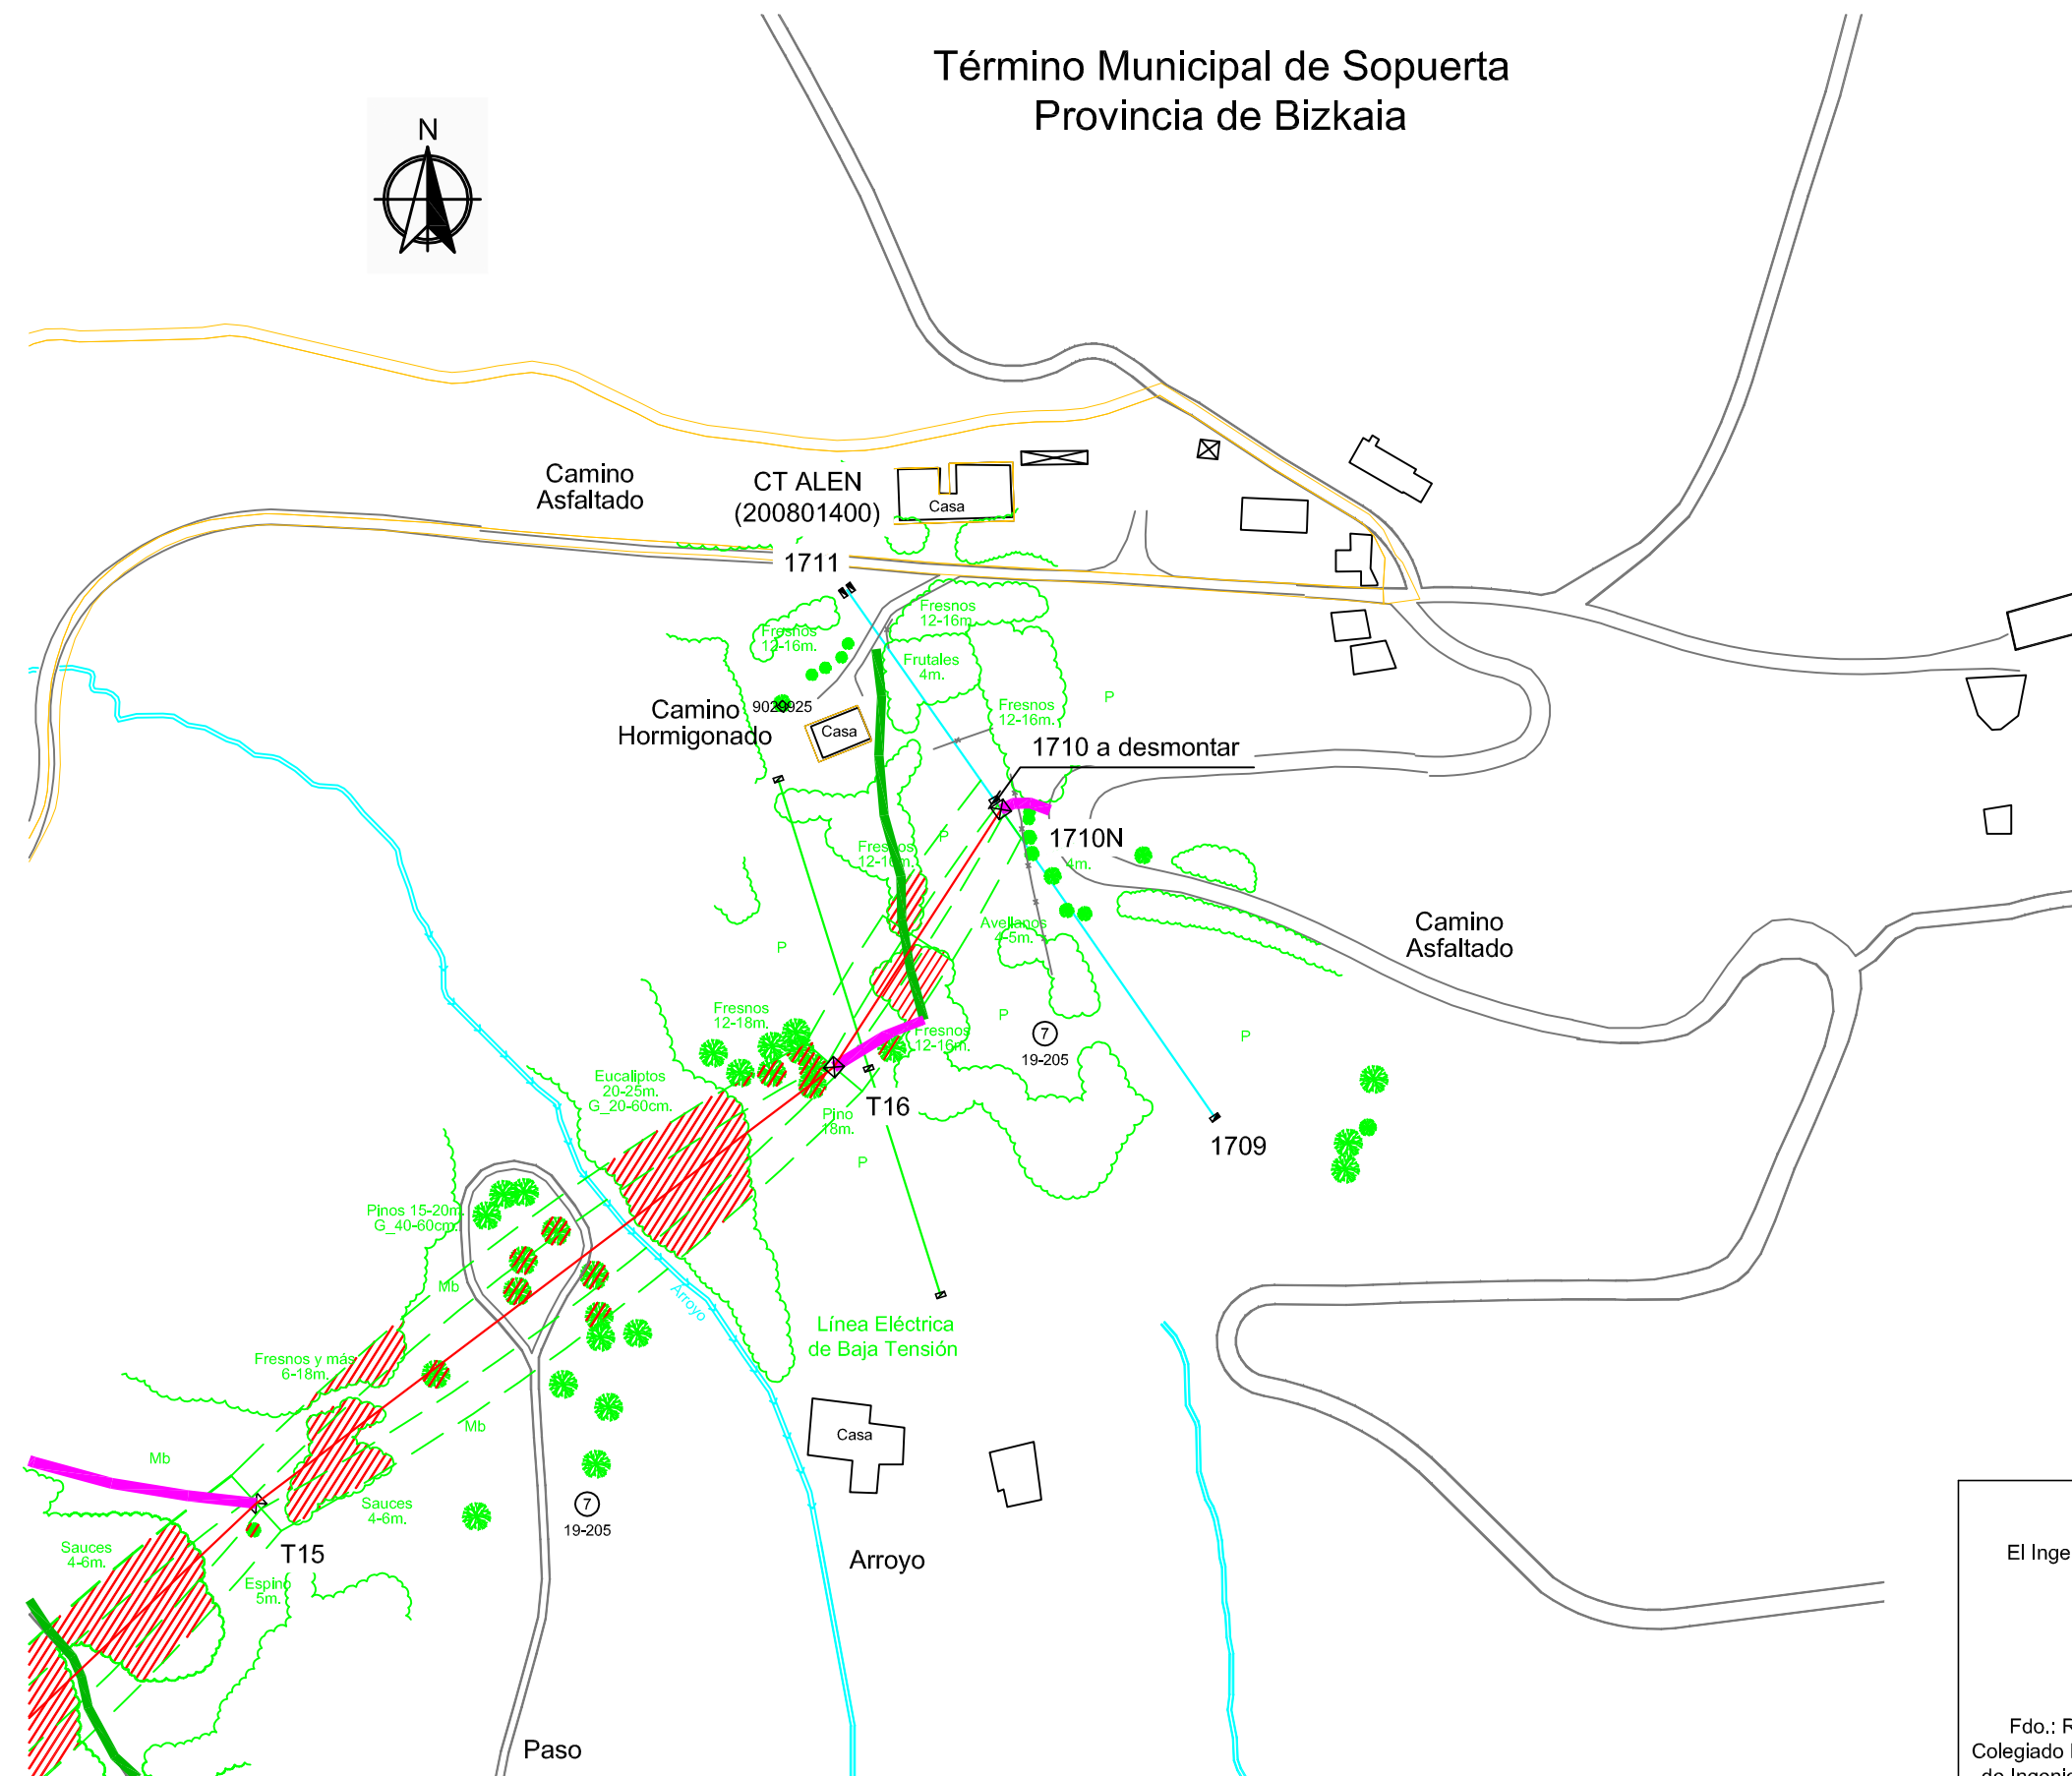 Término Municipal de Sopuerta
Provincia de Bizkaia
N
Camino
Asfaltado
CT ALEN
(200801400)
1711
Casa
Fresnos
12-16m.
Fresnos
12-16m.
Frutales
4m.
Camino
Hormigonado
9029925
Casa
Fresnos
12-16m.
P
1710 a desmontar
1710N
4m.
P
Fresnos
12-16m.
Avellanos
4-5m.
Camino
Asfaltado
P
P
P
7
19-205
Fresnos
12-18m.
Fresnos
12-16m.
Eucaliptos
20-25m.
G_20-60cm.
T16
Pino
18m.
P
1709
Pinos 15-20m.
G_40-60cm.
Mb
Arroyo
Línea Eléctrica
de Baja Tensión
Fresnos y más
6-18m.
Mb
Casa
Mb
Sauces
4-6m.
7
19-205
Sauces
4-6m.
T15
Espino
5m.
Arroyo
Paso
El Inge
Fdo.: R
Colegiado
de Ingenie